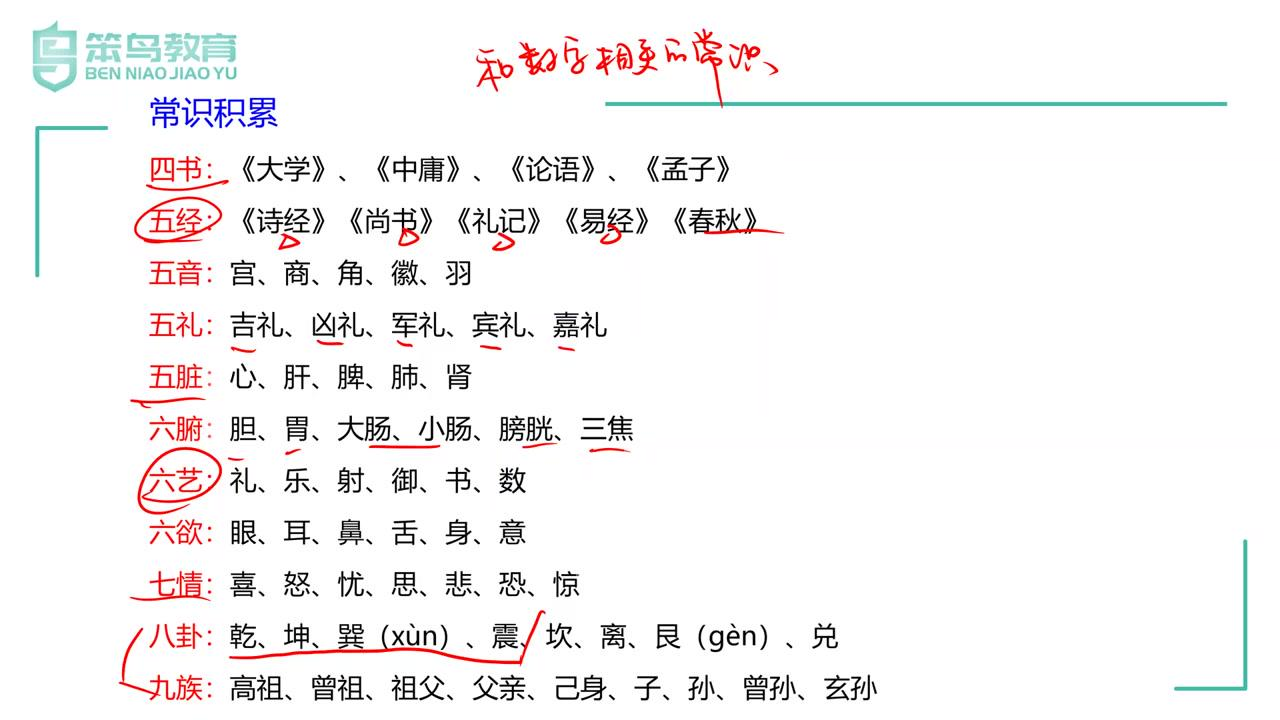 笨鸟教育
BEN NIAO JIAO YU
和数字相关的常识
常识积累
四书：《大学》、《中庸》、《论语》、《孟子》
五经：《诗经》《尚书》《礼记》《易经》《春秋》
五音：宫、商、角、徽、羽
五礼：吉礼、凶礼、军礼、宾礼、嘉礼
五脏：心、肝、脾、肺、肾
六腑：胆、胃、大肠、小肠、膀胱、三焦
六艺：礼、乐、射、御、书、数
六欲：眼、耳、鼻、舌、身、意
七情：喜、怒、忧、思、悲、恐、惊
八卦：乾、坤、巽（xùn）、震、坎、离、艮（gèn）、兑
九族：高祖、曾祖、祖父、父亲、己身、子、孙、曾孙、玄孙